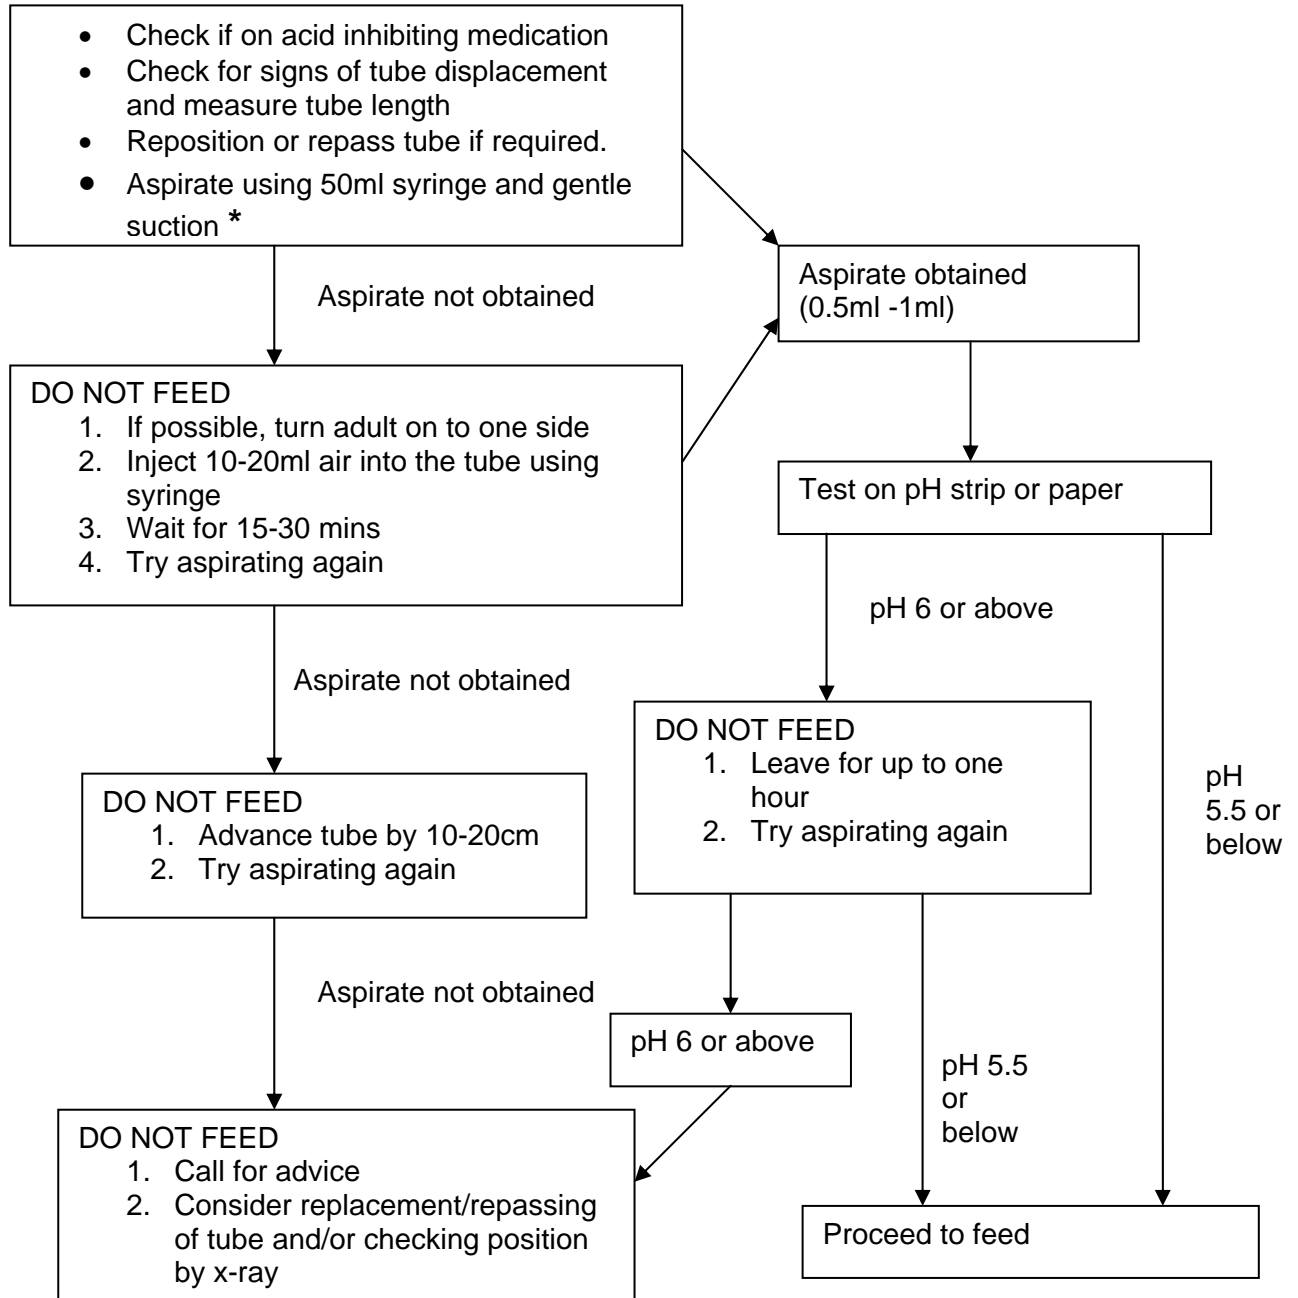 • Check if on acid inhibiting medication
• Check for signs of tube displacement
and measure tube length
• Reposition or repass tube if required.
• Aspirate using 50ml syringe and gentle
suction *
Aspirate not obtained
Aspirate obtained
(0.5ml -1ml)
DO NOT FEED
1. If possible, turn adult on to one side
2. Inject 10-20ml air into the tube using
syringe
3. Wait for 15-30 mins
4. Try aspirating again
Test on pH strip or paper
pH 6 or above
Aspirate not obtained
DO NOT FEED
1. Leave for up to one
hour
2. Try aspirating again
pH
5.5 or
below
DO NOT FEED
1. Advance tube by 10-20cm
2. Try aspirating again
Aspirate not obtained
pH 6 or above
pH 5.5
or
below
DO NOT FEED
1. Call for advice
2. Consider replacement/repassing
of tube and/or checking position
by x-ray
Proceed to feed